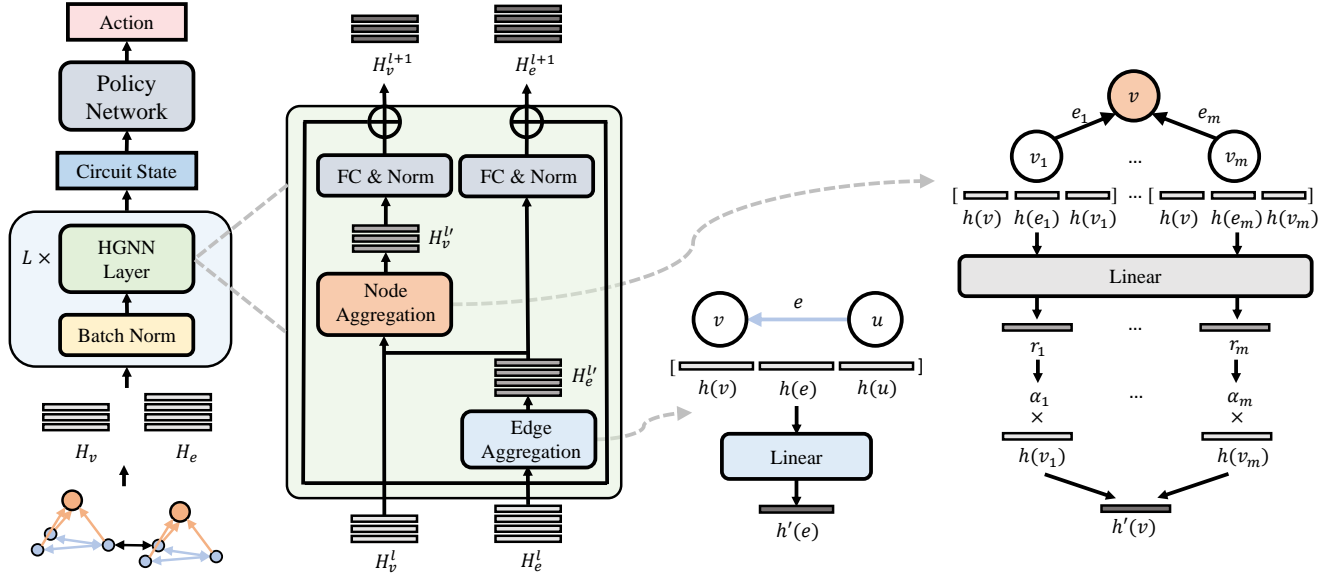 Action
Policy
Network
Circuit State
L ×
HGNN
Layer
Batch Norm
H_v
H_e
H_v^{l+1}
H_e^{l+1}
FC & Norm
FC & Norm
H_v^{l′}
Node
Aggregation
H_e^{l′}
Edge
Aggregation
H_v^l
H_e^l
v
e
u
[
]
h(v)
h(e)
h(u)
Linear
h′(e)
v
e_1
e_m
v_1
...
v_m
[ ] ... [ ]
h(v) h(e_1) h(v_1) h(v) h(e_m) h(v_m)
Linear
...
r_1
r_m
α_1 ... α_m
× ×
h(v_1)
h(v_m)
h′(v)